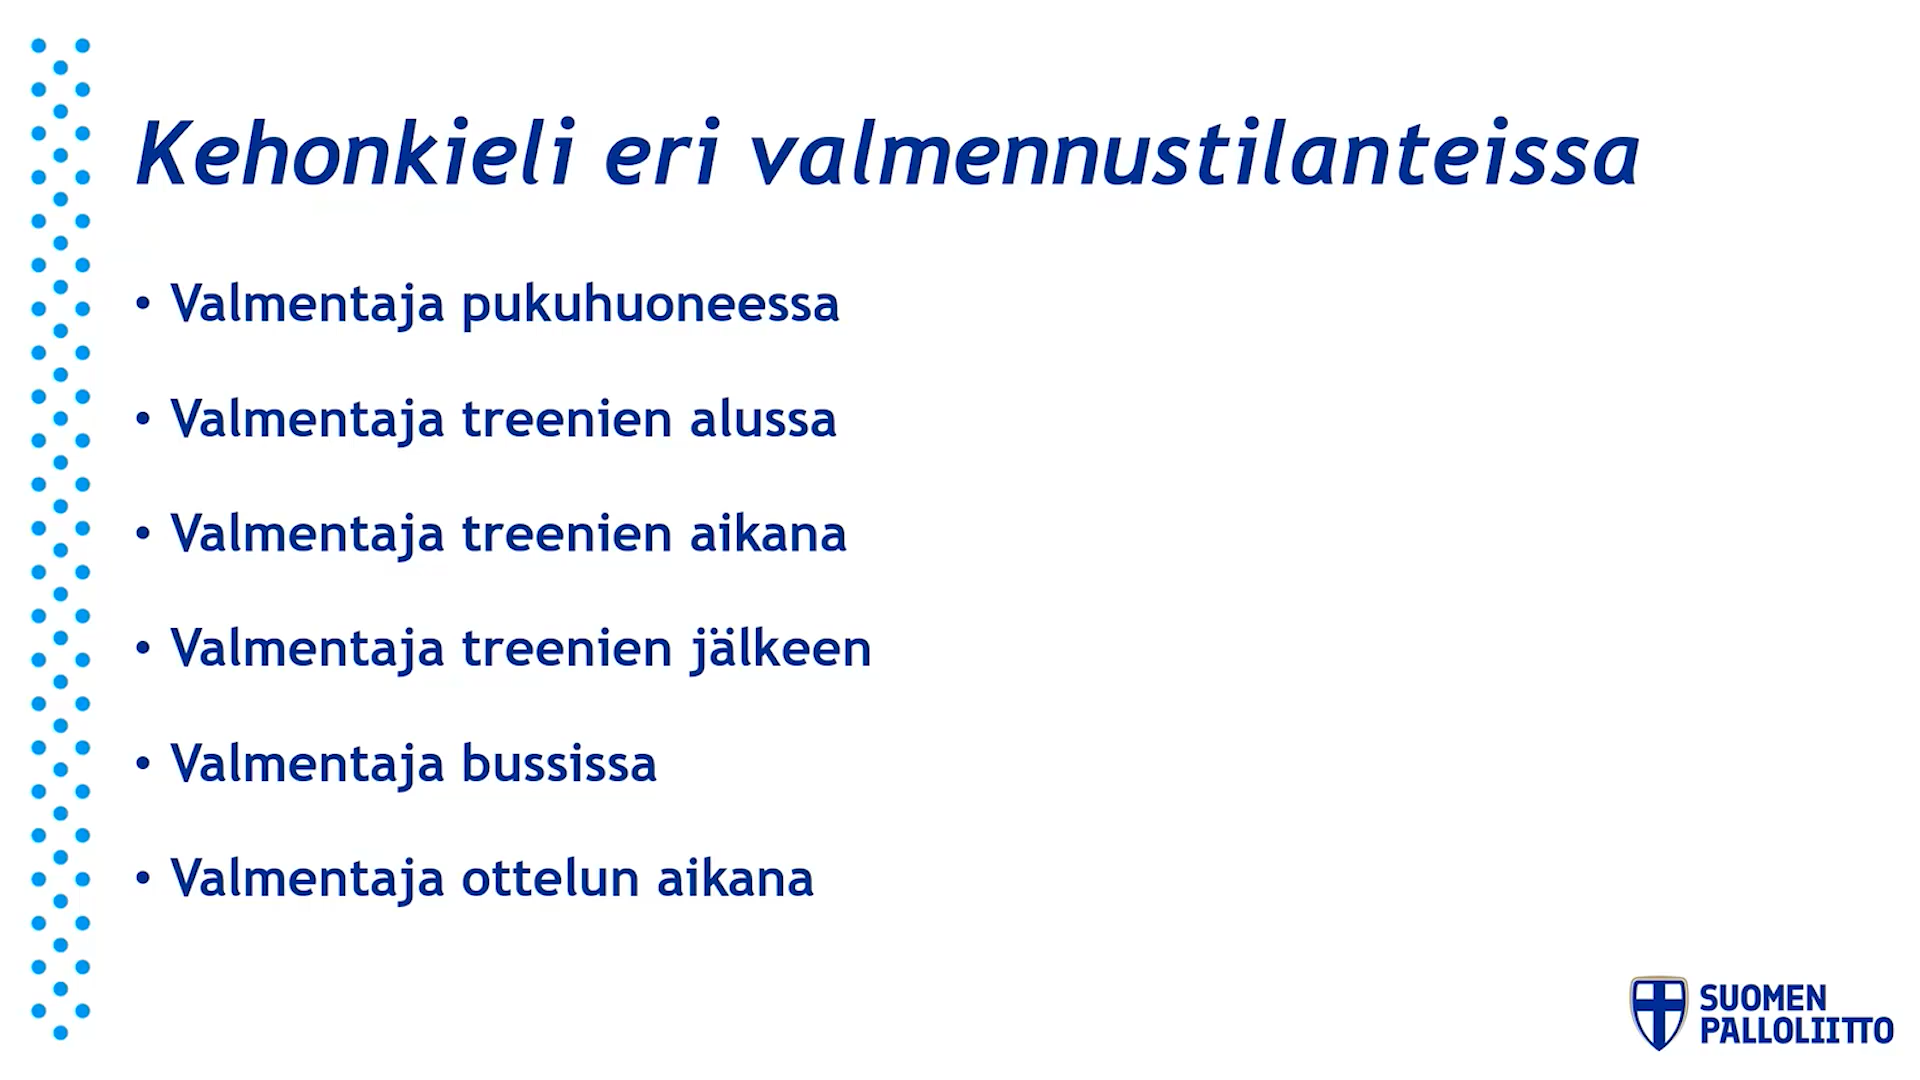 Kehonkieli eri valmennustilanteissa
• Valmentaja pukuhuoneessa
• Valmentaja treenien alussa
• Valmentaja treenien aikana
• Valmentaja treenien jälkeen
• Valmentaja bussissa
• Valmentaja ottelun aikana
SUOMEN
PALLOLIITTO